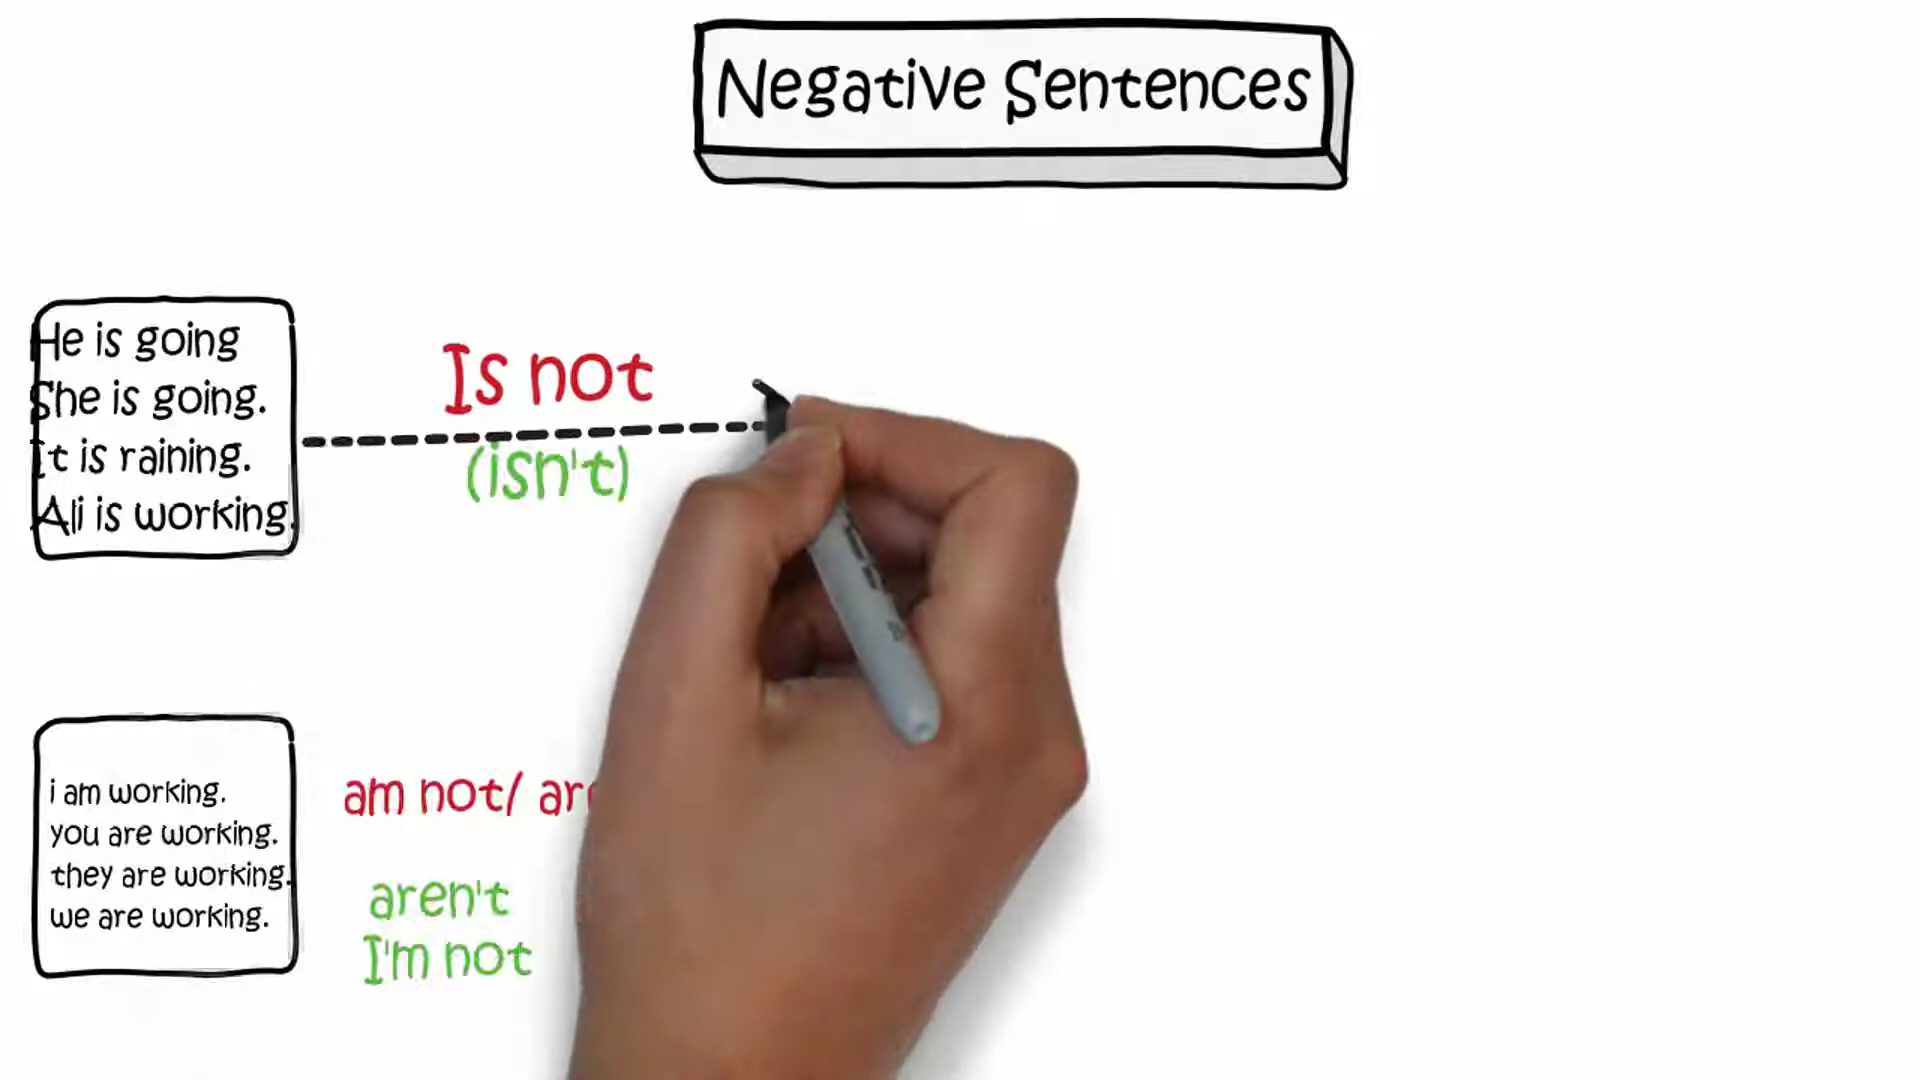 Negative Sentences
He is going
She is going.
It is raining.
Ali is working.
Is not
(isn't)
i am working.
you are working.
they are working.
we are working.
am not/
aren't
I'm not